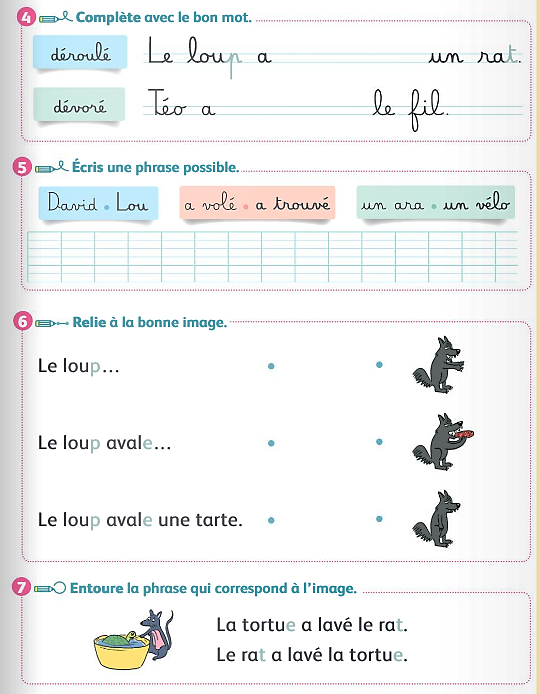 4 Complète avec le bon mot.
déroulé Le loup a un rat.
dévoré Téo a le fil.
5 Écris une phrase possible.
David • Lou a volé • a trouvé un ara • un vélo
6 Relie à la bonne image.
Le loup...
Le loup avale...
Le loup avale une tarte.
7 Entoure la phrase qui correspond à l'image.
La tortue a lavé le rat.
Le rat a lavé la tortue.